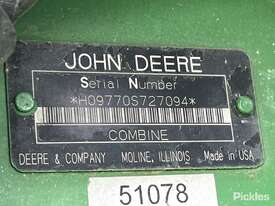 JOHN DEERE
Serial Number
*H09770S727094*
COMBINE
DEERE & COMPANY MOLINE, ILLINOIS Made in USA
51078
Pickles